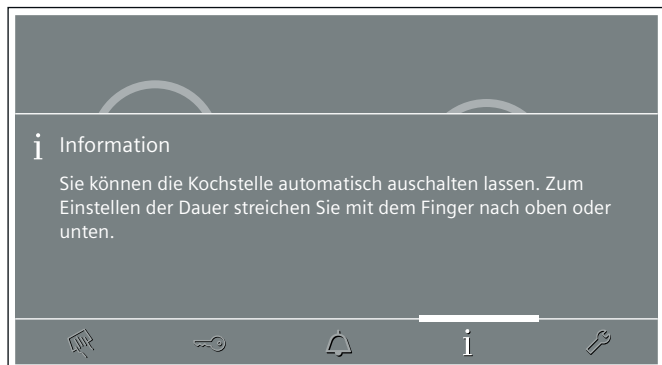 i Information
Sie können die Kochstelle automatisch auschalten lassen. Zum
Einstellen der Dauer streichen Sie mit dem Finger nach oben oder
unten.
i